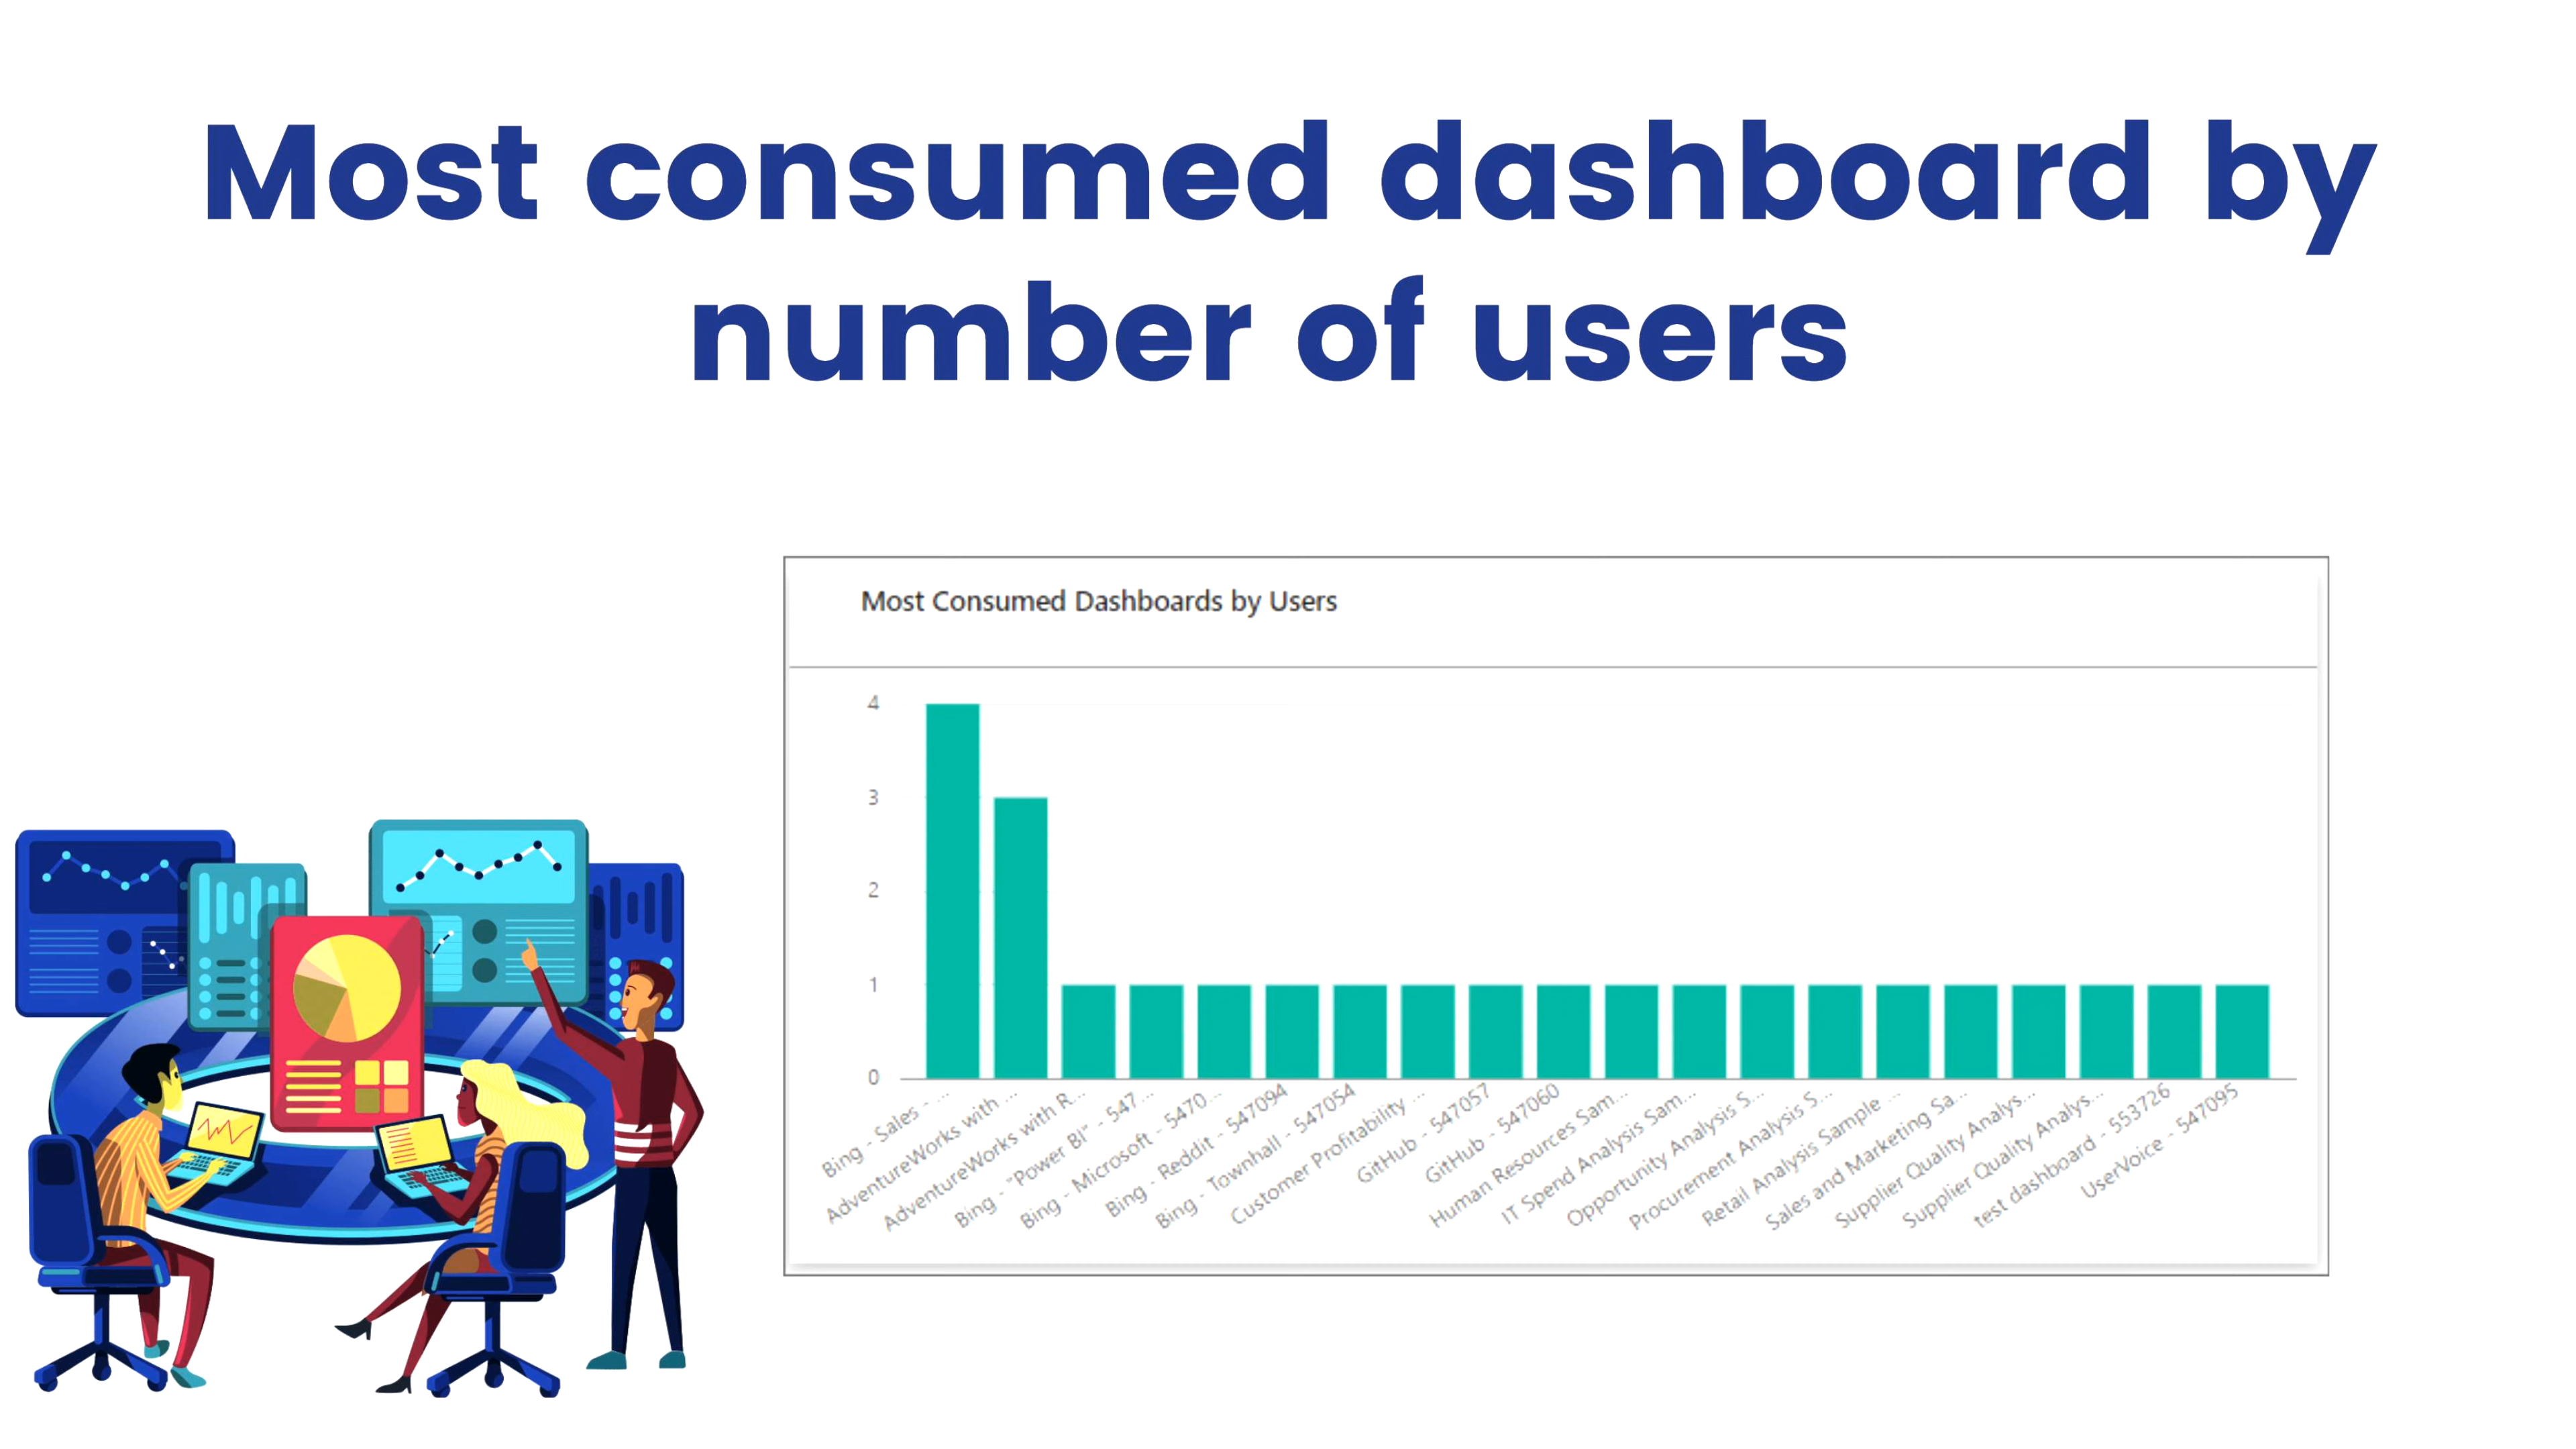 Most consumed dashboard by
number of users
Most Consumed Dashboards by Users
4
3
2
1
0
Bing - Sales - ...
AdventureWorks with ...
AdventureWorks with R...
Bing - "Power BI" - 547...
Bing - Microsoft - 5470...
Bing - Reddit - 547094
Bing - Townhall - 547054
Customer Profitability ...
GitHub - 547057
GitHub - 547060
Human Resources Sam...
IT Spend Analysis Sam...
Opportunity Analysis S...
Procurement Analysis S...
Retail Analysis Sample ...
Sales and Marketing Sa...
Supplier Quality Analys...
Supplier Quality Analys...
test dashboard - 553726
UserVoice - 547095